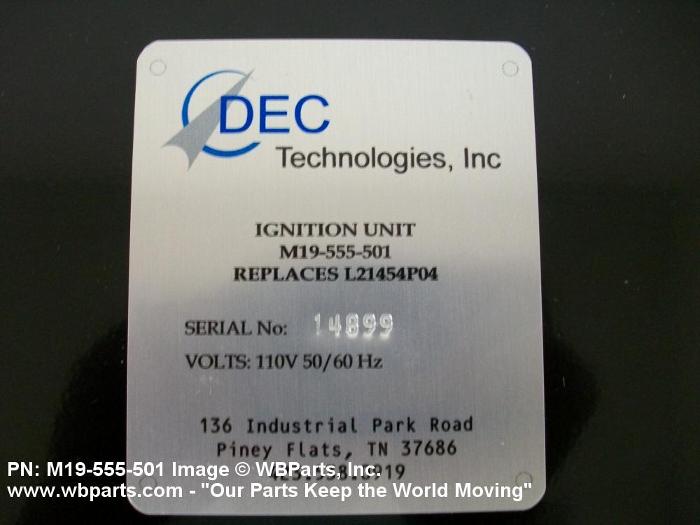 DEC
Technologies, Inc
IGNITION UNIT
M19-555-501
REPLACES L21454P04
SERIAL No: 14899
VOLTS: 110V 50/60 Hz
136 Industrial Park Road
Piney Flats, TN 37686
PN: M19-555-501 Image © WBParts, Inc.
www.wbparts.com - "Our Parts Keep the World Moving"